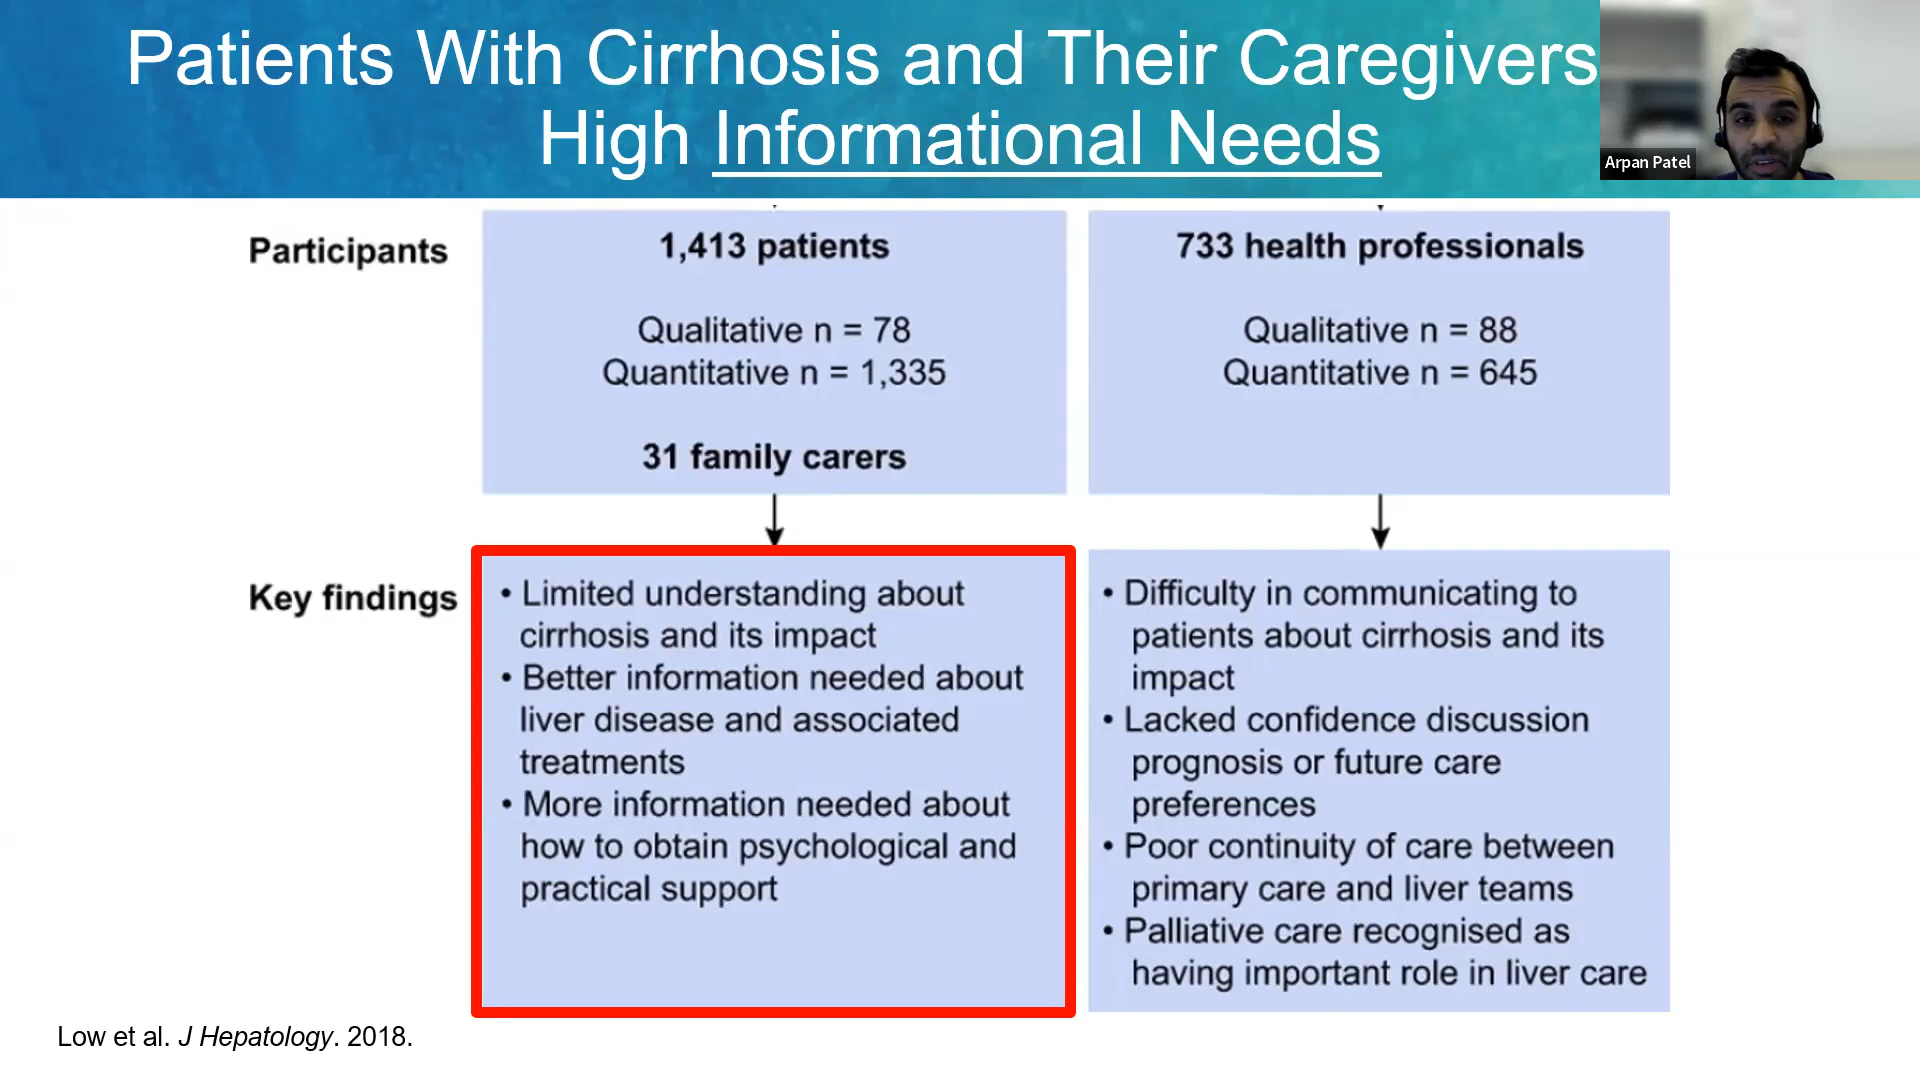 Patients With Cirrhosis and Their Caregivers
High Informational Needs
Arpan Patel
Participants
1,413 patients
Qualitative n = 78
Quantitative n = 1,335
31 family carers
733 health professionals
Qualitative n = 88
Quantitative n = 645
Key findings
• Limited understanding about
cirrhosis and its impact
• Better information needed about
liver disease and associated
treatments
• More information needed about
how to obtain psychological and
practical support
• Difficulty in communicating to
patients about cirrhosis and its
impact
• Lacked confidence discussion
prognosis or future care
preferences
• Poor continuity of care between
primary care and liver teams
• Palliative care recognised as
having important role in liver care
Low et al. J Hepatology. 2018.